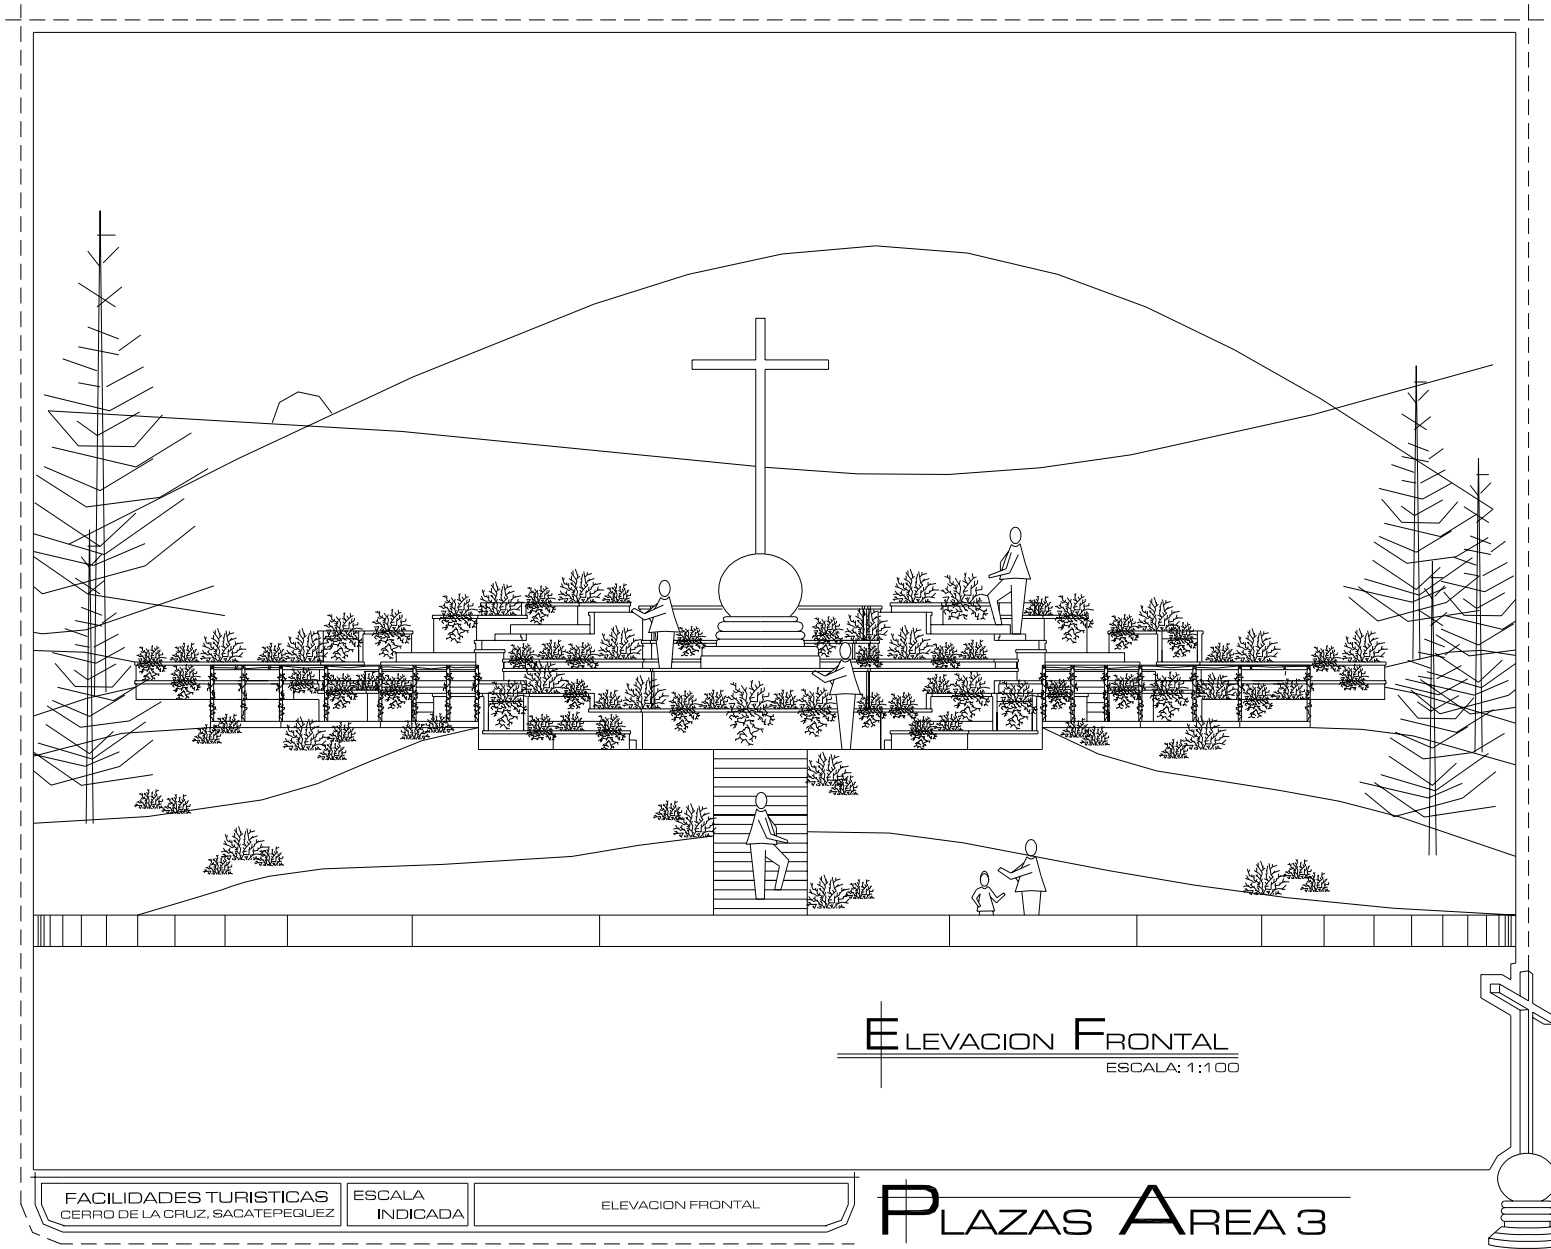 ELEVACION FRONTAL
ESCALA: 1:100
FACILIDADES TURISTICAS
CERRO DE LA CRUZ, SACATEPEQUEZ
ESCALA
INDICADA
ELEVACION FRONTAL
PLAZAS AREA 3